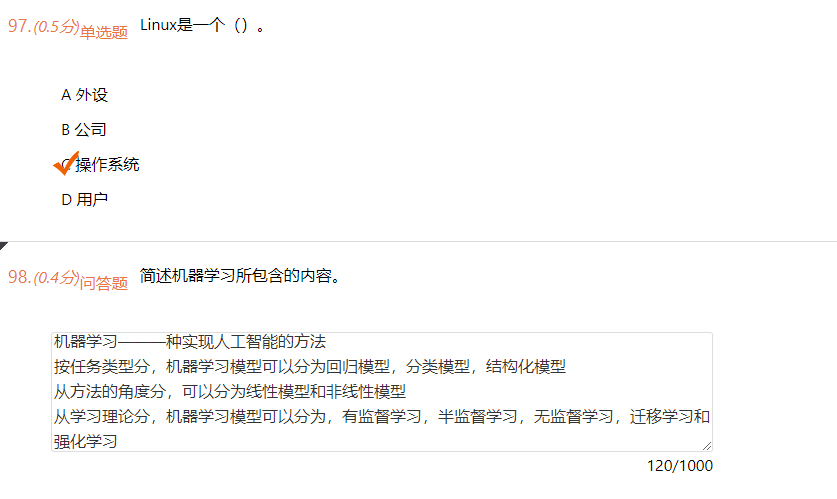 97.(0.5分)单选题 Linux是一个（）。
A 外设
B 公司
C 操作系统
D 用户
98.(0.4分)问答题 简述机器学习所包含的内容。
机器学习———种实现人工智能的方法
按任务类型分，机器学习模型可以分为回归模型，分类模型，结构化模型
从方法的角度分，可以分为线性模型和非线性模型
从学习理论分，机器学习模型可以分为，有监督学习，半监督学习，无监督学习，迁移学习和
强化学习
120/1000